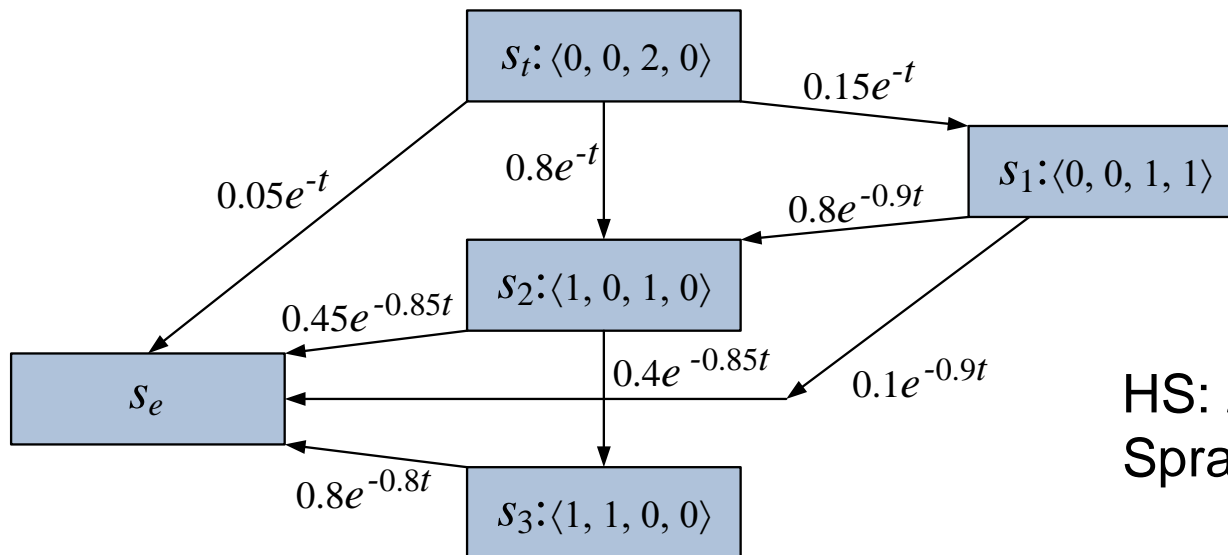 s_t:⟨0, 0, 2, 0⟩
0.15e^{-t}
0.05e^{-t}
0.8e^{-t}
s_1:⟨0, 0, 1, 1⟩
0.8e^{-0.9t}
s_2:⟨1, 0, 1, 0⟩
0.45e^{-0.85t}
0.4e^{-0.85t}
0.1e^{-0.9t}
s_e
HS:
0.8e^{-0.8t}
s_3:⟨1, 1, 0, 0⟩